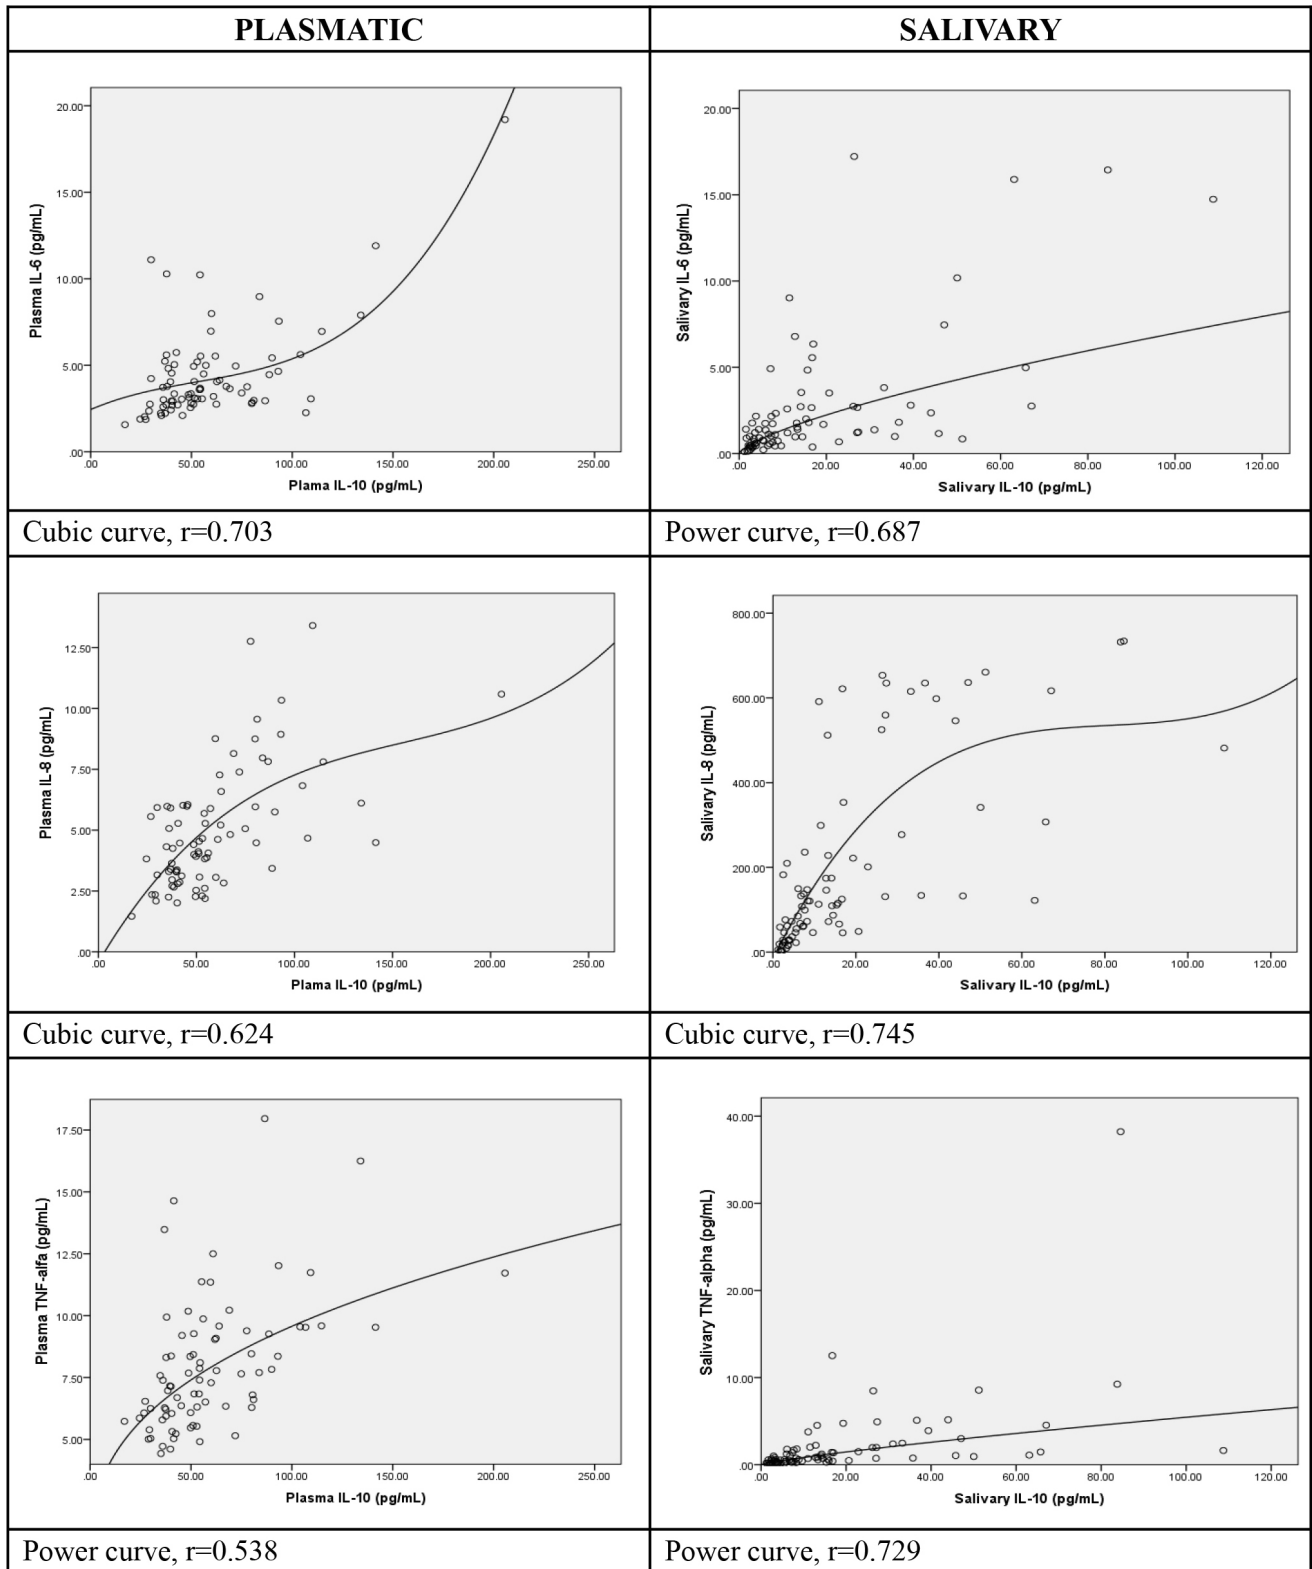 PLASMATIC
SALIVARY
Plasma IL-6 (pg/mL)
20.00
15.00
10.00
5.00
.00
.00 50.00 100.00 150.00 200.00 250.00
Plama IL-10 (pg/mL)
Salivary IL-6 (pg/mL)
20.00
15.00
10.00
5.00
.00
.00 20.00 40.00 60.00 80.00 100.00 120.00
Salivary IL-10 (pg/mL)
Cubic curve, r=0.703
Power curve, r=0.687
Plasma IL-8 (pg/mL)
12.50
10.00
7.50
5.00
2.50
.00
.00 50.00 100.00 150.00 200.00 250.00
Plama IL-10 (pg/mL)
Salivary IL-8 (pg/mL)
800.00
600.00
400.00
200.00
.00
.00 20.00 40.00 60.00 80.00 100.00 120.00
Salivary IL-10 (pg/mL)
Cubic curve, r=0.624
Cubic curve, r=0.745
Plasma TNF-alfa (pg/mL)
17.50
15.00
12.50
10.00
7.50
5.00
.00 50.00 100.00 150.00 200.00 250.00
Plasma IL-10 (pg/mL)
Salivary TNF-alpha (pg/mL)
40.00
30.00
20.00
10.00
.00
.00 20.00 40.00 60.00 80.00 100.00 120.00
Salivary IL-10 (pg/mL)
Power curve, r=0.538
Power curve, r=0.729